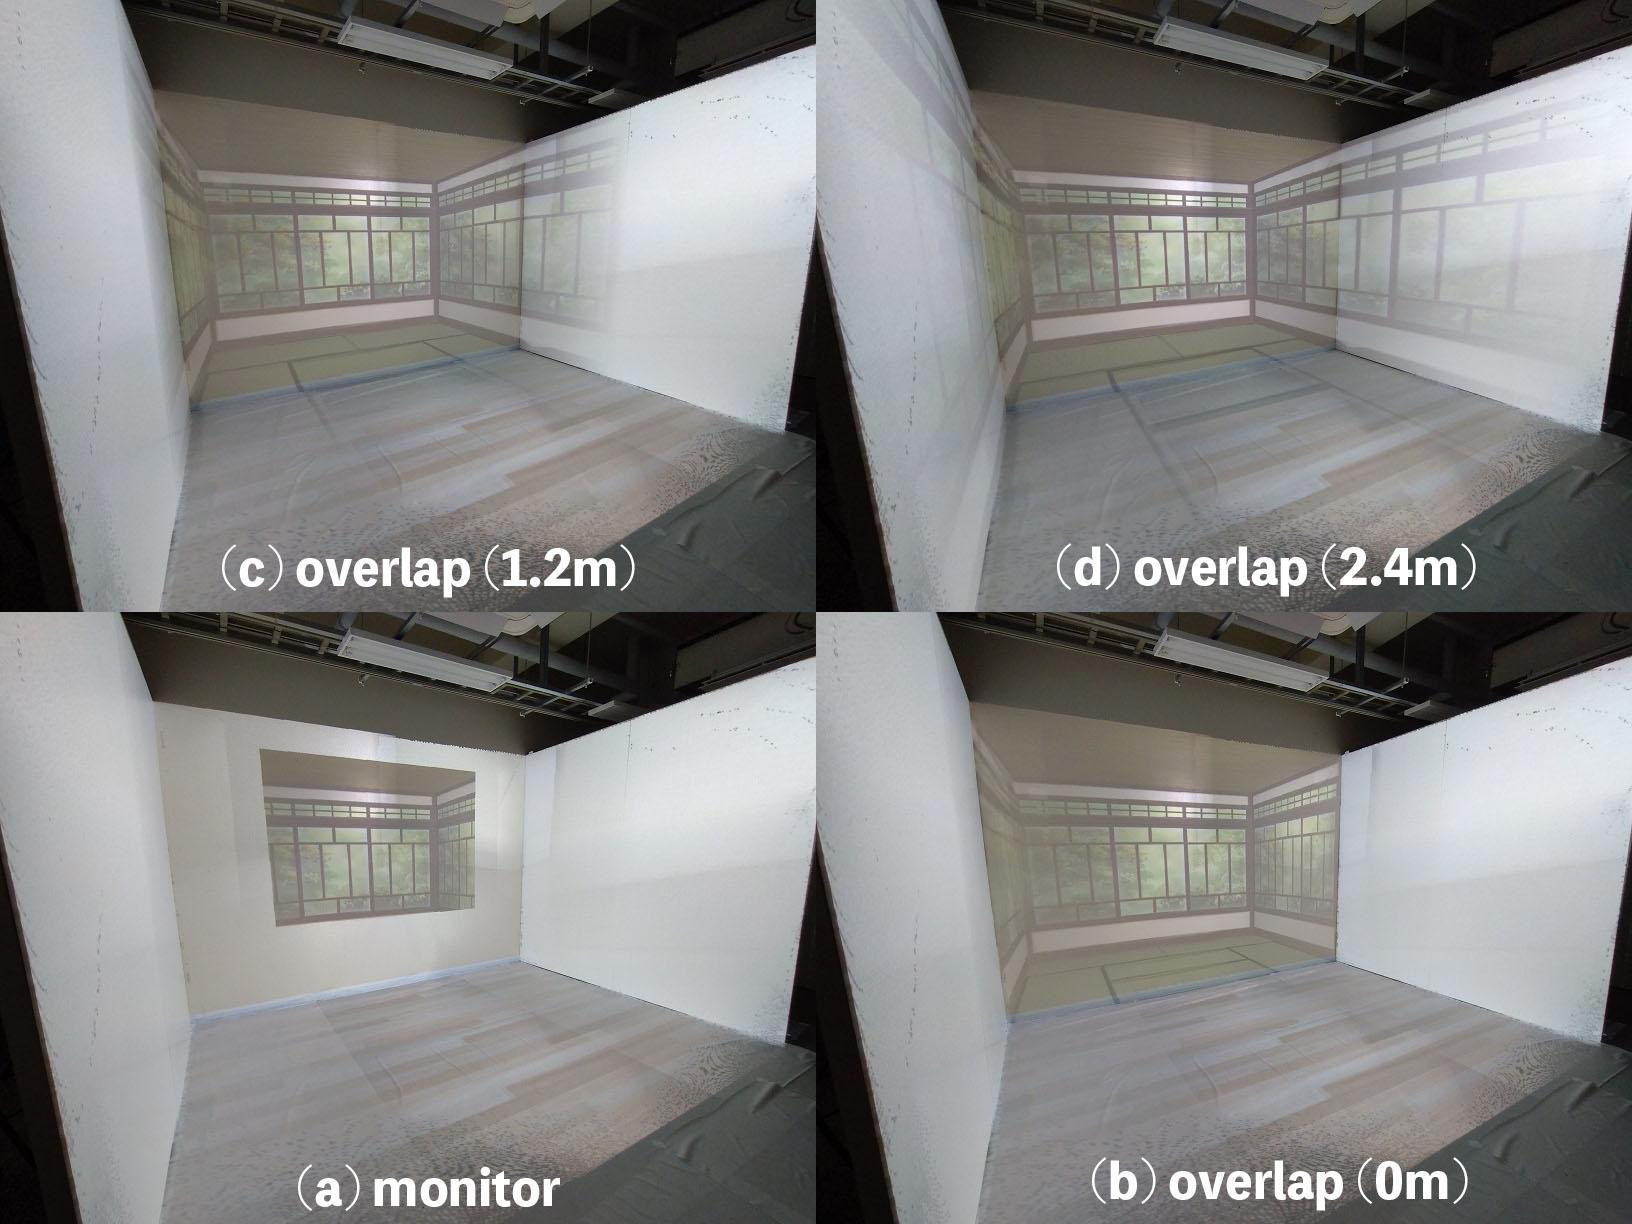 （c）overlap（1.2m）
（d）overlap（2.4m）
（a）monitor
（b）overlap（0m）